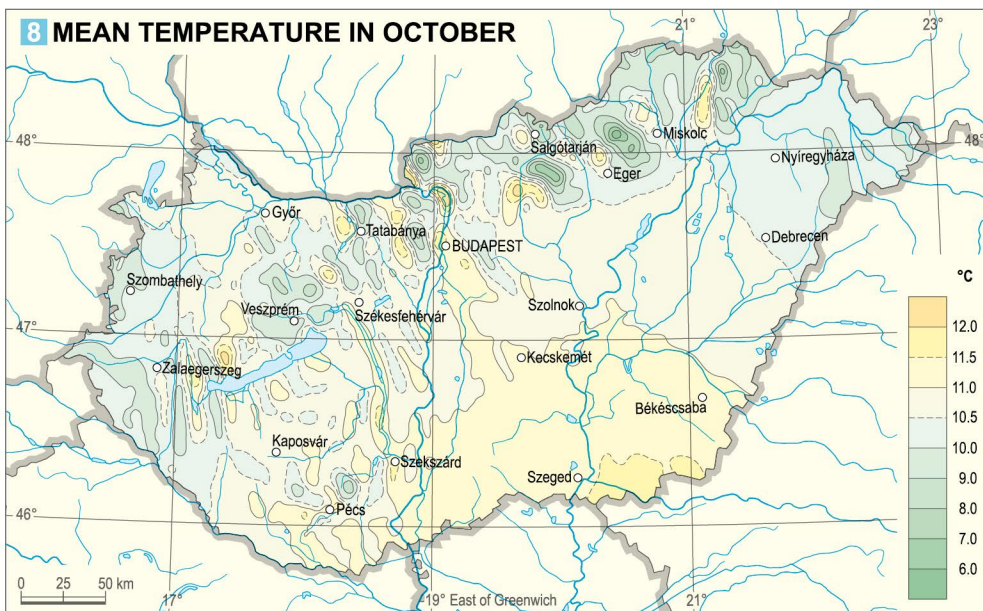 8 MEAN TEMPERATURE IN OCTOBER
21°
23°
48°
48°
Salgótarján
Miskolc
Eger
Nyíregyháza
Győr
Tatabánya
BUDAPEST
Debrecen
Szombathely
Veszprém
Székesfehérvár
Szolnok
47°
Zalaegerszeg
Kecskemét
Békéscsaba
Kaposvár
Szekszárd
Szeged
Pécs
46°
°C
12.0
11.5
11.0
10.5
10.0
9.0
8.0
7.0
6.0
0 25 50 km
17°
19° East of Greenwich
21°